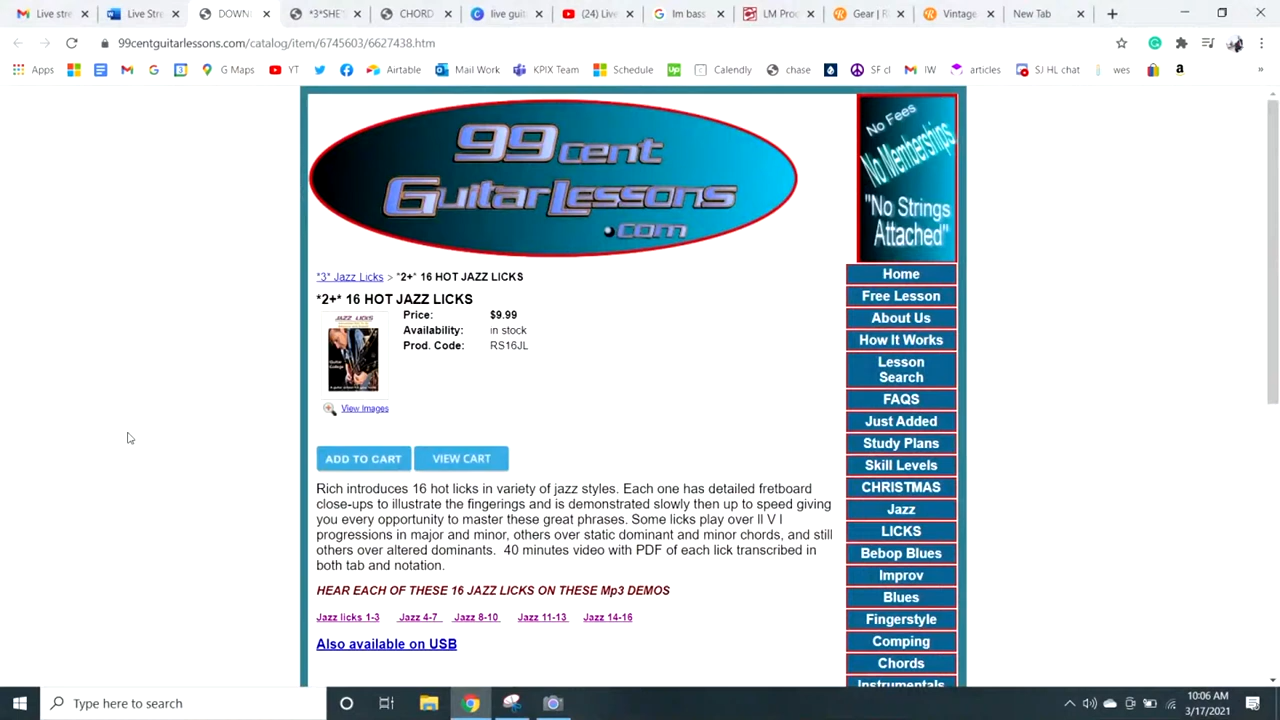 Live stre
Live Stre
DOWN
*3*SHE
CHORD
live guit
(24) Live
lm bass
LM Proc
Gear | R
Vintage
New Tab
99centguitarlessons.com/catalog/item/6745603/6627438.htm
Apps
G Maps
YT
Airtable
Mail Work
KPIX Team
Schedule
Calendly
chase
SF cl
IW
articles
SJ HL chat
wes
99cent
GuitarLessons
.com
No Fees
No Memberships
"No Strings
Attached"
*3* Jazz Licks > *2+* 16 HOT JAZZ LICKS
*2+* 16 HOT JAZZ LICKS
Price: $9.99
Availability: in stock
Prod. Code: RS16JL
JAZZ LICKS
View Images
ADD TO CART VIEW CART
Rich introduces 16 hot licks in variety of jazz styles. Each one has detailed fretboard
close-ups to illustrate the fingerings and is demonstrated slowly then up to speed giving
you every opportunity to master these great phrases. Some licks play over II V I
progressions in major and minor, others over static dominant and minor chords, and still
others over altered dominants. 40 minutes video with PDF of each lick transcribed in
both tab and notation.
HEAR EACH OF THESE 16 JAZZ LICKS ON THESE Mp3 DEMOS
Jazz licks 1-3 Jazz 4-7 Jazz 8-10 Jazz 11-13 Jazz 14-16
Also available on USB
Home
Free Lesson
About Us
How It Works
Lesson
Search
FAQS
Just Added
Study Plans
Skill Levels
CHRISTMAS
Jazz
LICKS
Bebop Blues
Improv
Blues
Fingerstyle
Comping
Chords
Instrumentals
Type here to search
10:06 AM
3/17/2021